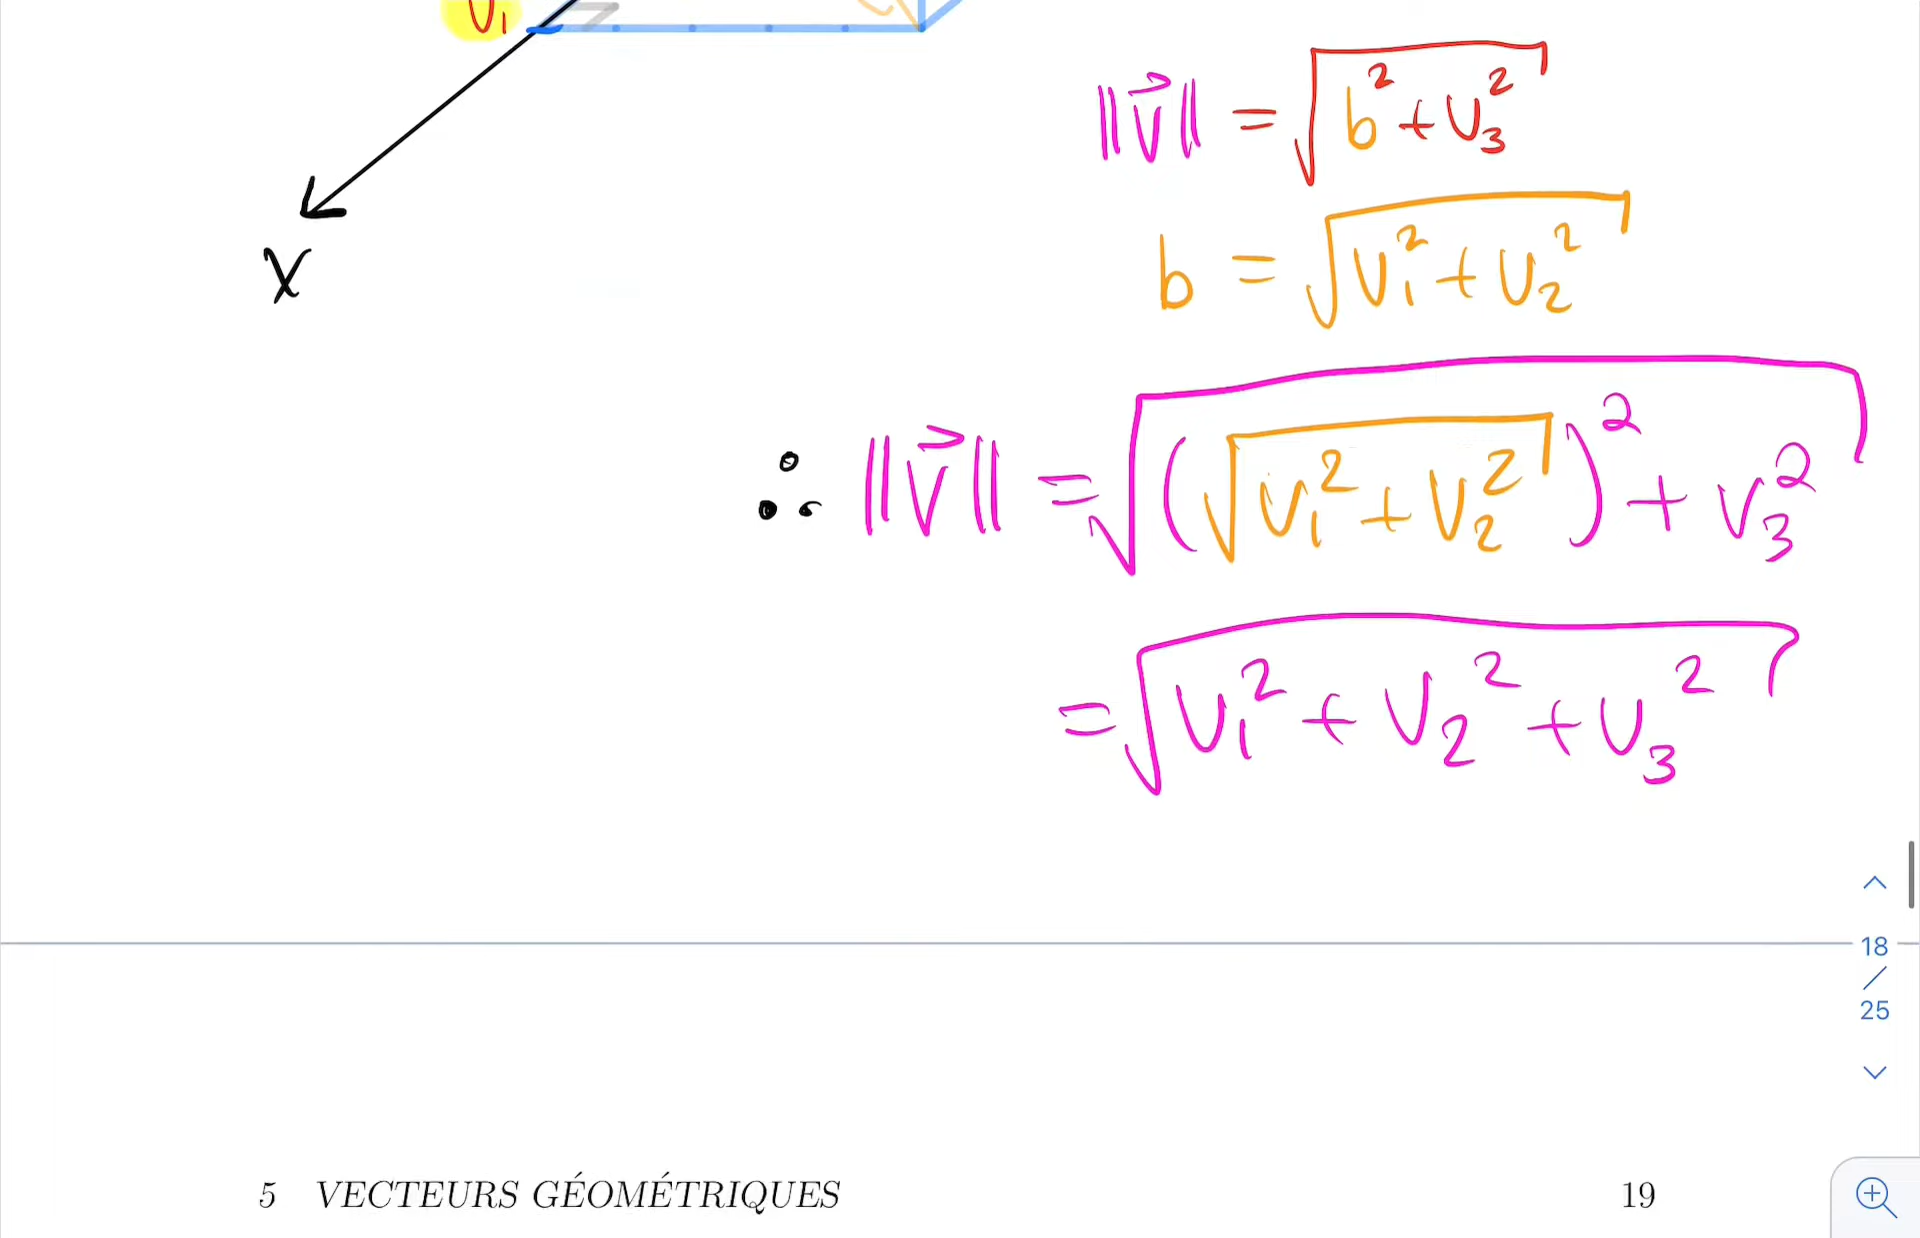 V₁
‖V⃗‖ = √(b² + V₃²)
b = √(V₁² + V₂²)
X
∴ ‖V⃗‖ = √((√(V₁² + V₂²))² + V₃²)
= √(V₁² + V₂² + V₃²)
18
/
25
5 VECTEURS GÉOMÉTRIQUES 19